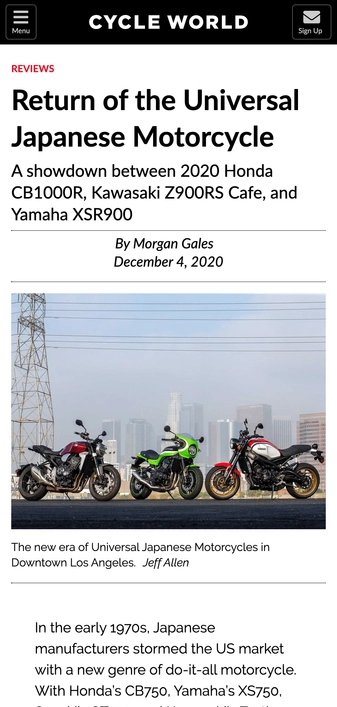 CYCLE WORLD
Menu
Sign Up
REVIEWS
Return of the Universal
Japanese Motorcycle
A showdown between 2020 Honda
CB1000R, Kawasaki Z900RS Cafe, and
Yamaha XSR900
By Morgan Gales
December 4, 2020
The new era of Universal Japanese Motorcycles in
Downtown Los Angeles. Jeff Allen
In the early 1970s, Japanese
manufacturers stormed the US market
with a new genre of do-it-all motorcycle.
With Honda’s CB750, Yamaha’s XS750,